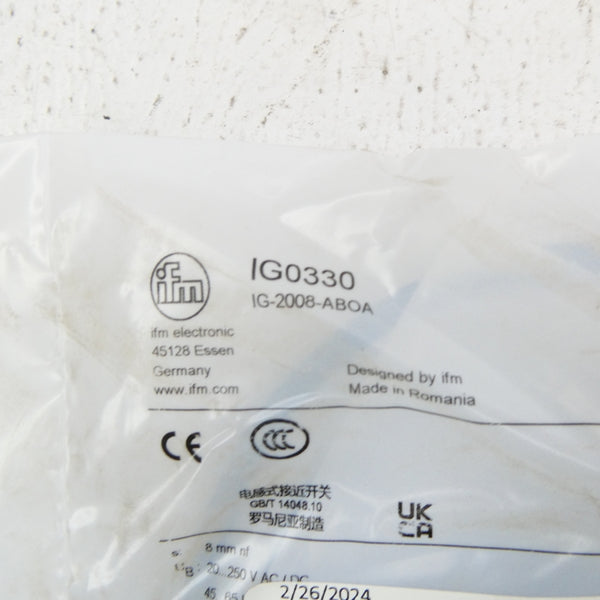 ifm
IG0330
IG-2008-ABOA
ifm electronic
45128 Essen
Germany
www.ifm.com
Designed by ifm
Made in Romania
CE
CCC
电感式接近开关
GB/T 14048.10
罗马尼亚制造
UK
CA
8 mm nf
20...250 V AC / DC
2/26/2024